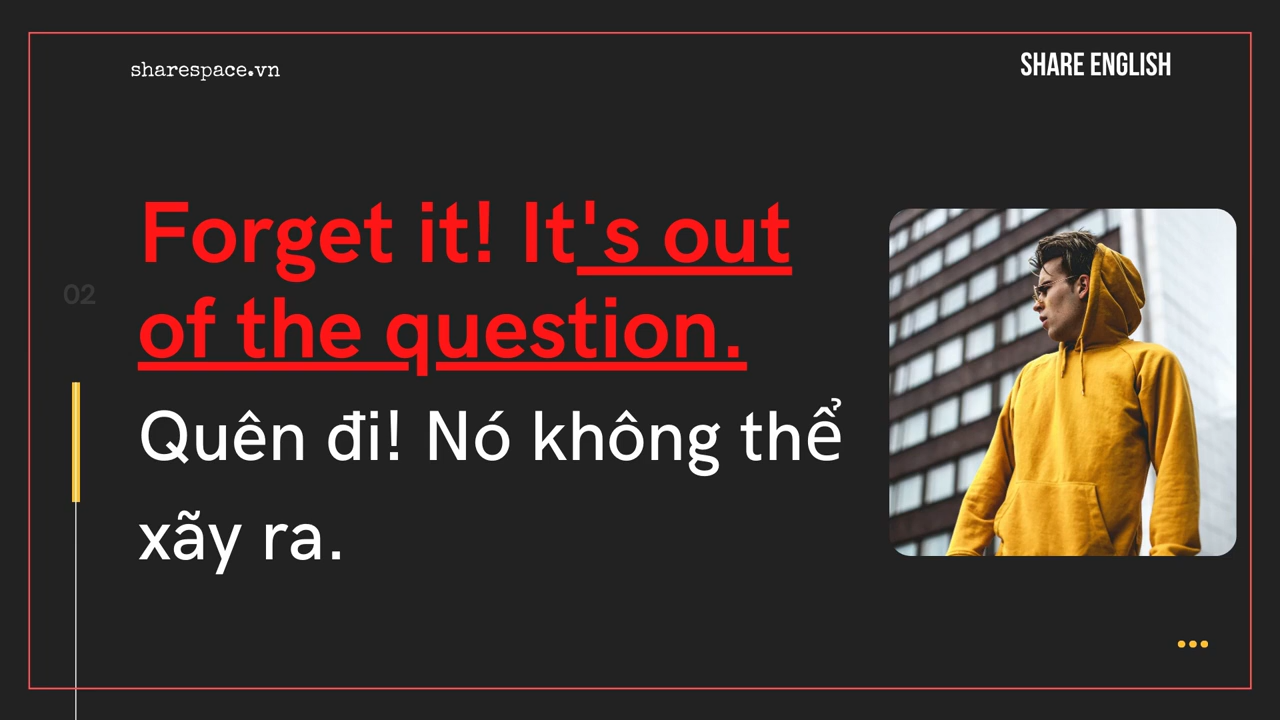 sharespace.vn
SHARE ENGLISH
Forget it! It's out
of the question.
02
Quên đi! Nó không thể
xãy ra.